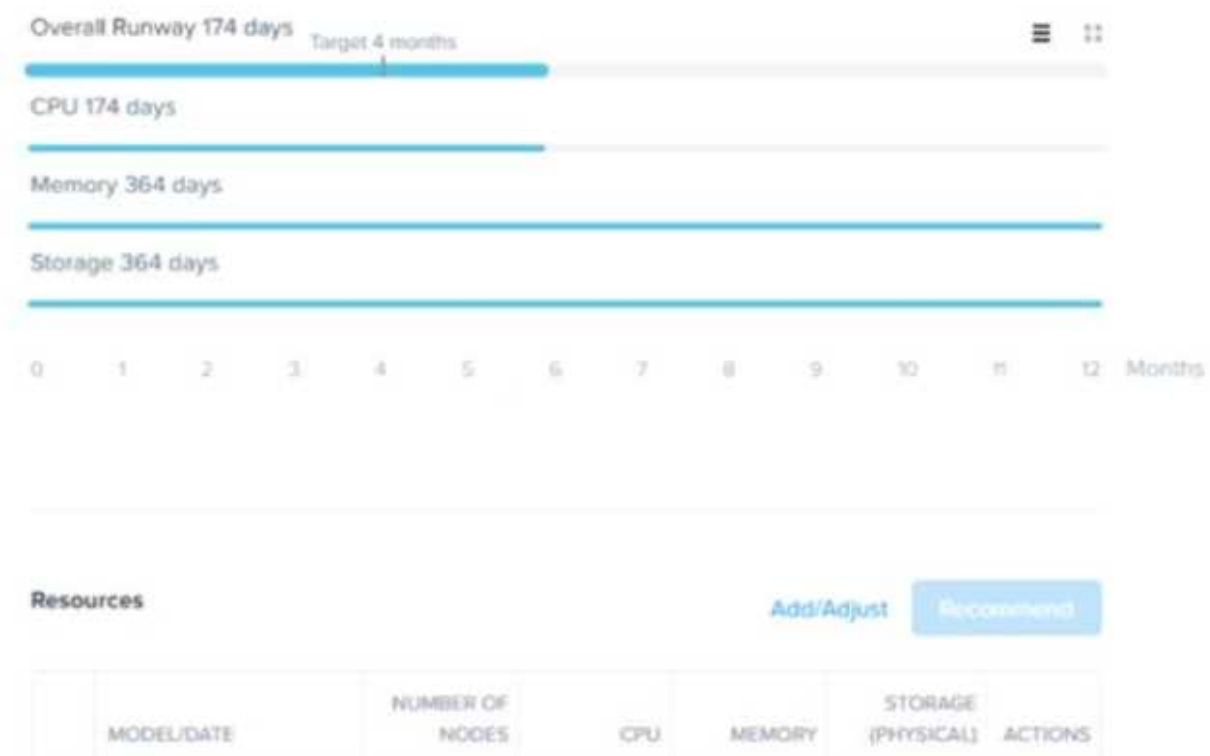 Overall Runway 174 days
Target 4 months
CPU 174 days
Memory 364 days
Storage 364 days
0 1 2 3 4 5 6 7 8 9 10 11 12 Months
Resources
Add/Adjust Recommend
NUMBER OF STORAGE
MODEL/DATE NODES CPU MEMORY (PHYSICAL) ACTIONS